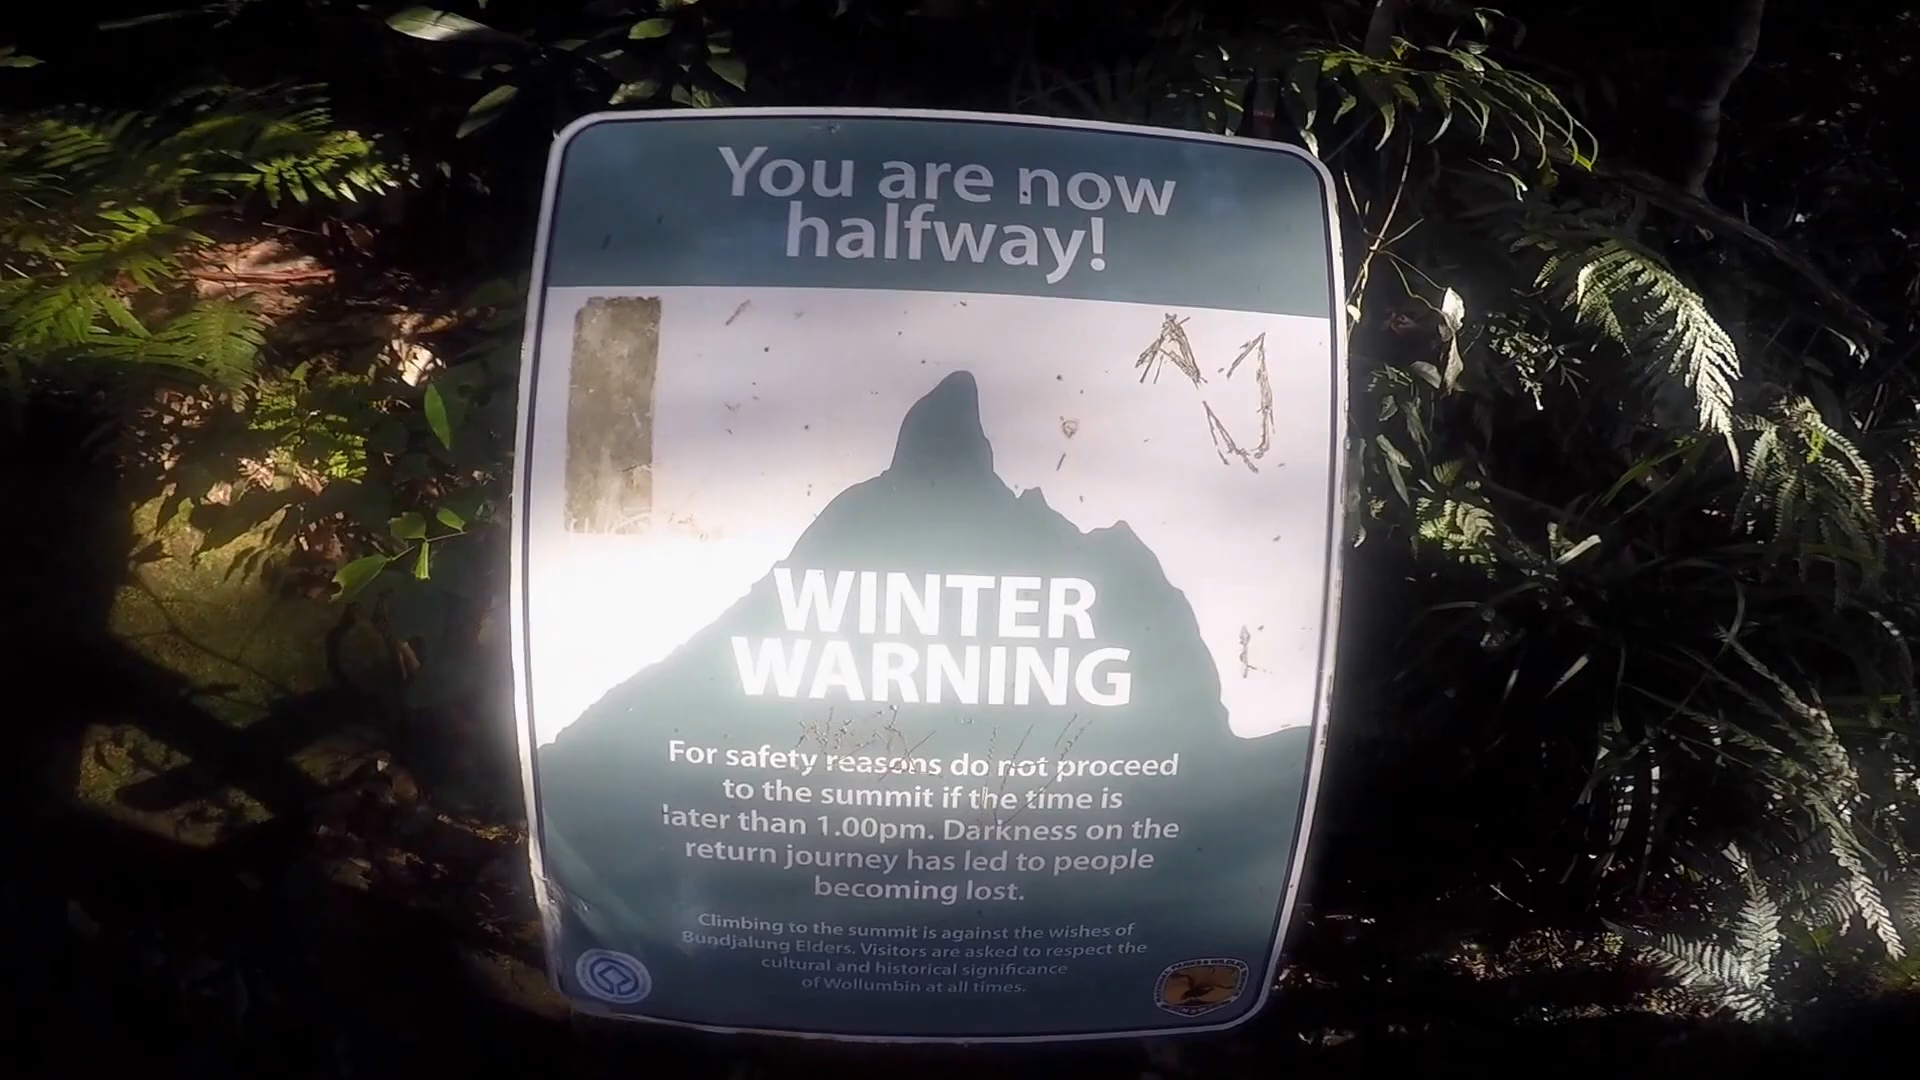 You are now
halfway!
WINTER
WARNING
For safety reasons do not proceed
to the summit if the time is
later than 1.00pm. Darkness on the
return journey has led to people
becoming lost.
Climbing to the summit is against the wishes of
Bundjalung Elders. Visitors are asked to respect the
cultural and historical significance
of Wollumbin at all times.